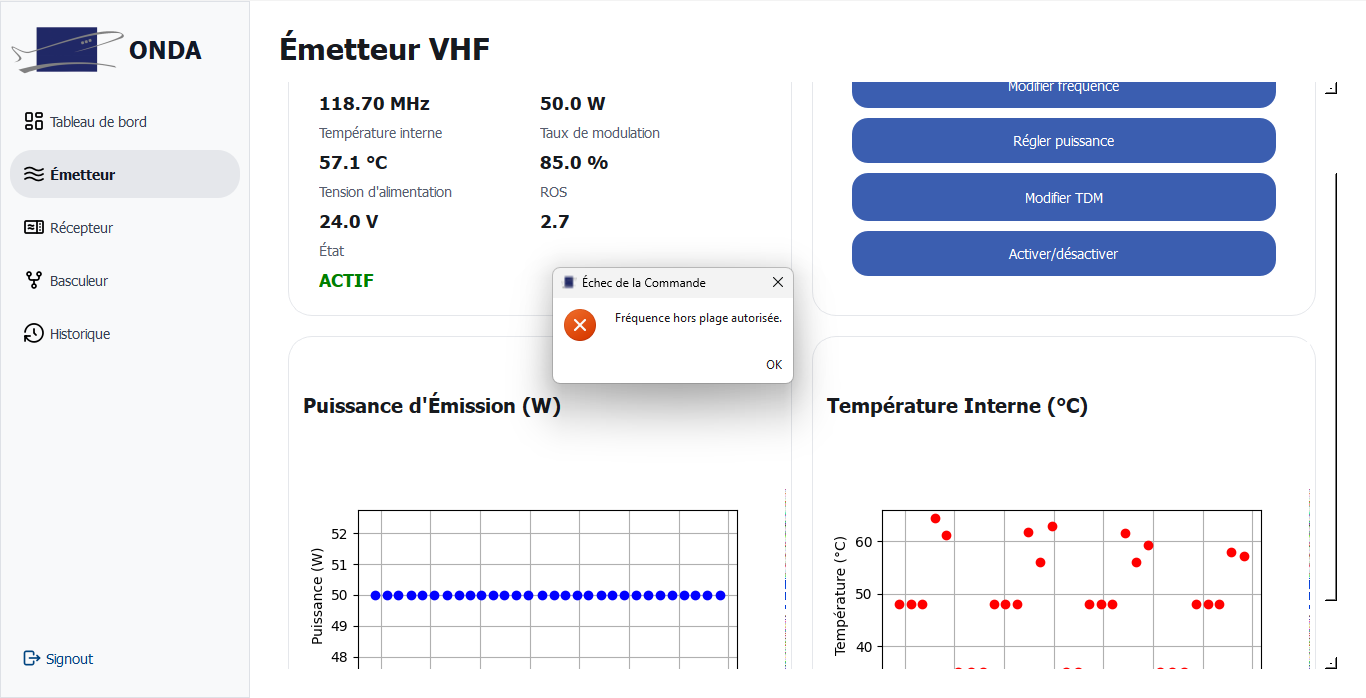 ONDA
Tableau de bord
Émetteur
Récepteur
Basculeur
Historique
Signout
Émetteur VHF
118.70 MHz
50.0 W
Température interne
Taux de modulation
57.1 °C
85.0 %
Tension d'alimentation
ROS
24.0 V
2.7
État
ACTIF
Modifier fréquence
Régler puissance
Modifier TDM
Activer/désactiver
Échec de la Commande
Fréquence hors plage autorisée.
OK
Puissance d'Émission (W)
Puissance (W)
52
51
50
49
48
Température Interne (°C)
Température (°C)
60
50
40